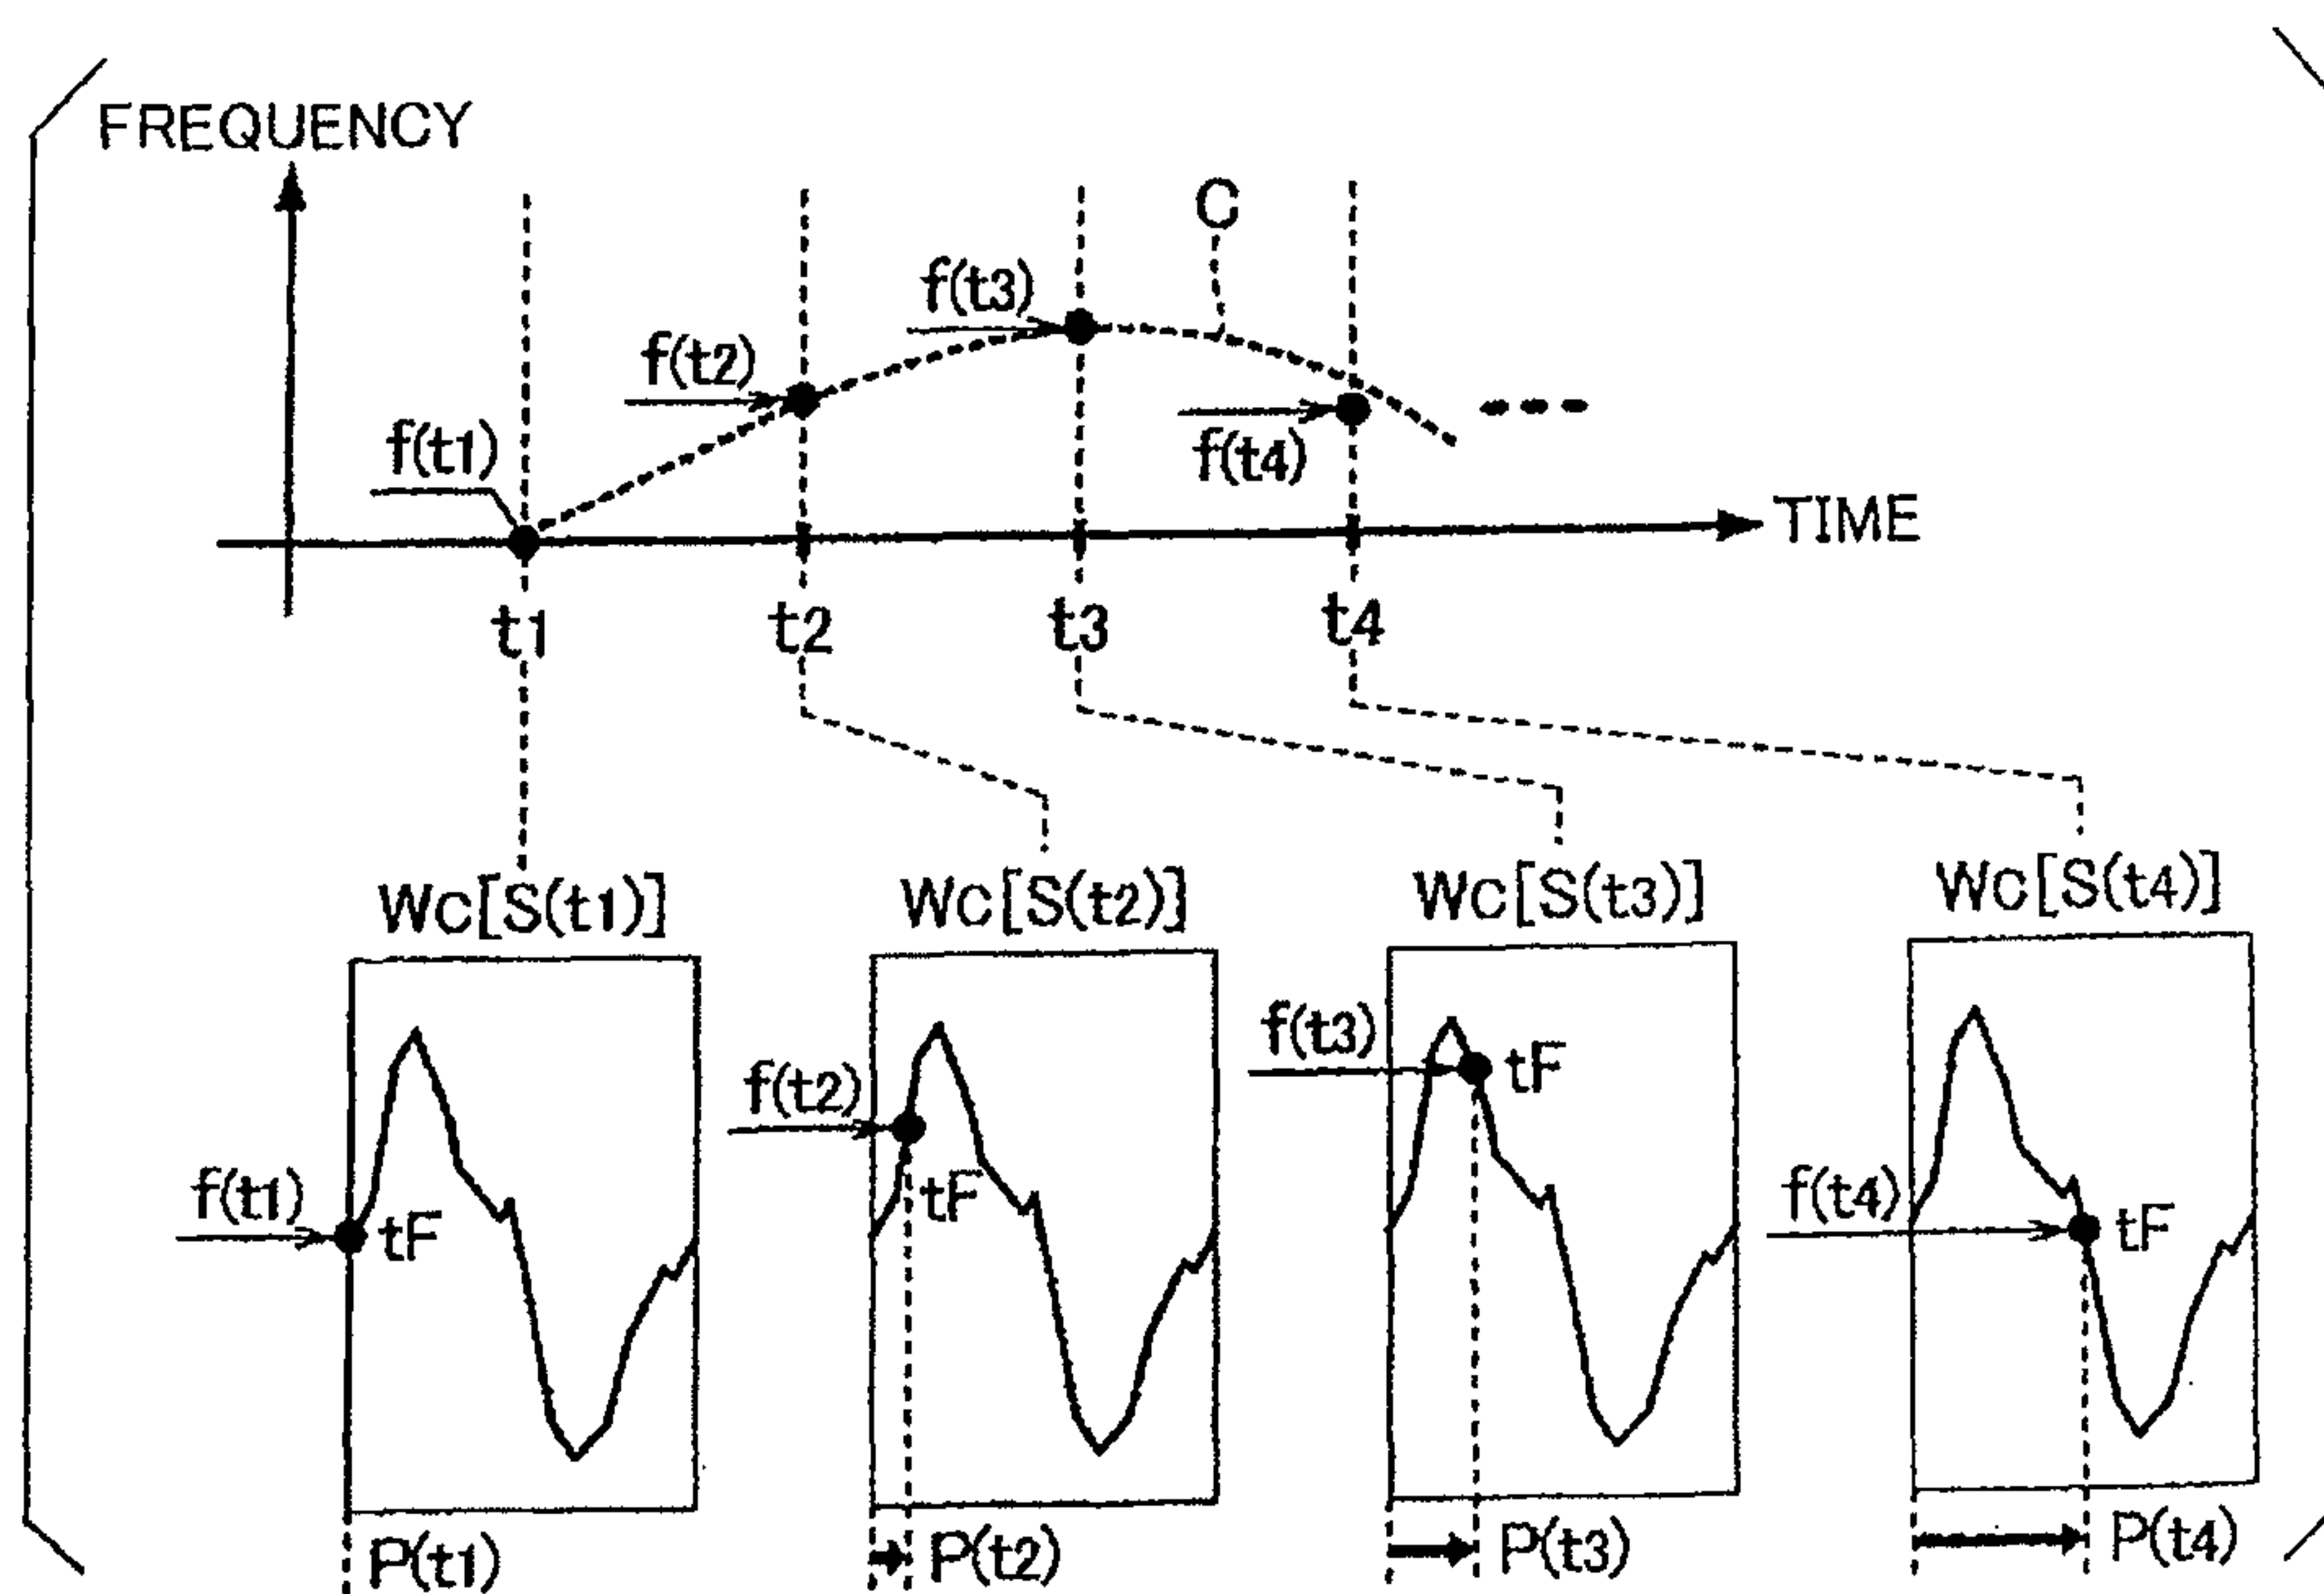 FREQUENCY
C
f(t3)
f(t2)
f(t1)
f(t4)
TIME
t1 t2 t3 t4
Wc[S(t1)] Wc[S(t2)] Wc[S(t3)] Wc[S(t4)]
f(t3) tF
f(t2) tF
f(t1) tF
f(t4) tF
P(t1) P(t2) P(t3) P(t4)